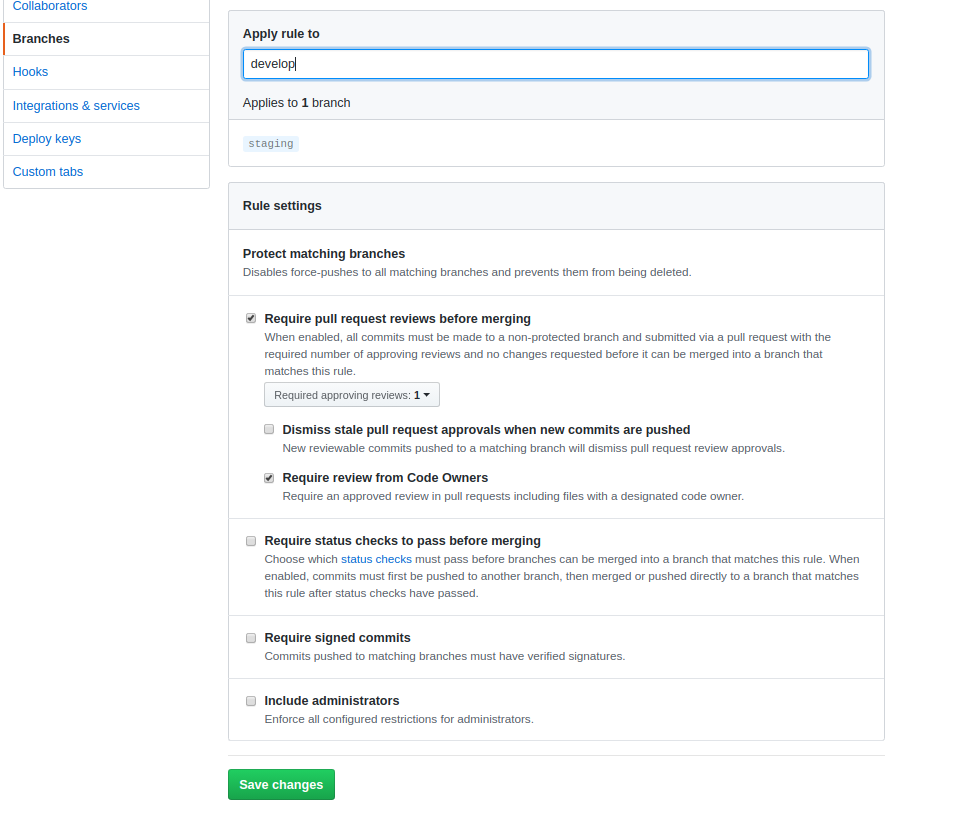 Collaborators
Branches
Hooks
Integrations & services
Deploy keys
Custom tabs
Apply rule to
develop
Applies to 1 branch
staging
Rule settings
Protect matching branches
Disables force-pushes to all matching branches and prevents them from being deleted.
Require pull request reviews before merging
When enabled, all commits must be made to a non-protected branch and submitted via a pull request with the
required number of approving reviews and no changes requested before it can be merged into a branch that
matches this rule.
Required approving reviews: 1
Dismiss stale pull request approvals when new commits are pushed
New reviewable commits pushed to a matching branch will dismiss pull request review approvals.
Require review from Code Owners
Require an approved review in pull requests including files with a designated code owner.
Require status checks to pass before merging
Choose which status checks must pass before branches can be merged into a branch that matches this rule. When
enabled, commits must first be pushed to another branch, then merged or pushed directly to a branch that matches
this rule after status checks have passed.
Require signed commits
Commits pushed to matching branches must have verified signatures.
Include administrators
Enforce all configured restrictions for administrators.
Save changes